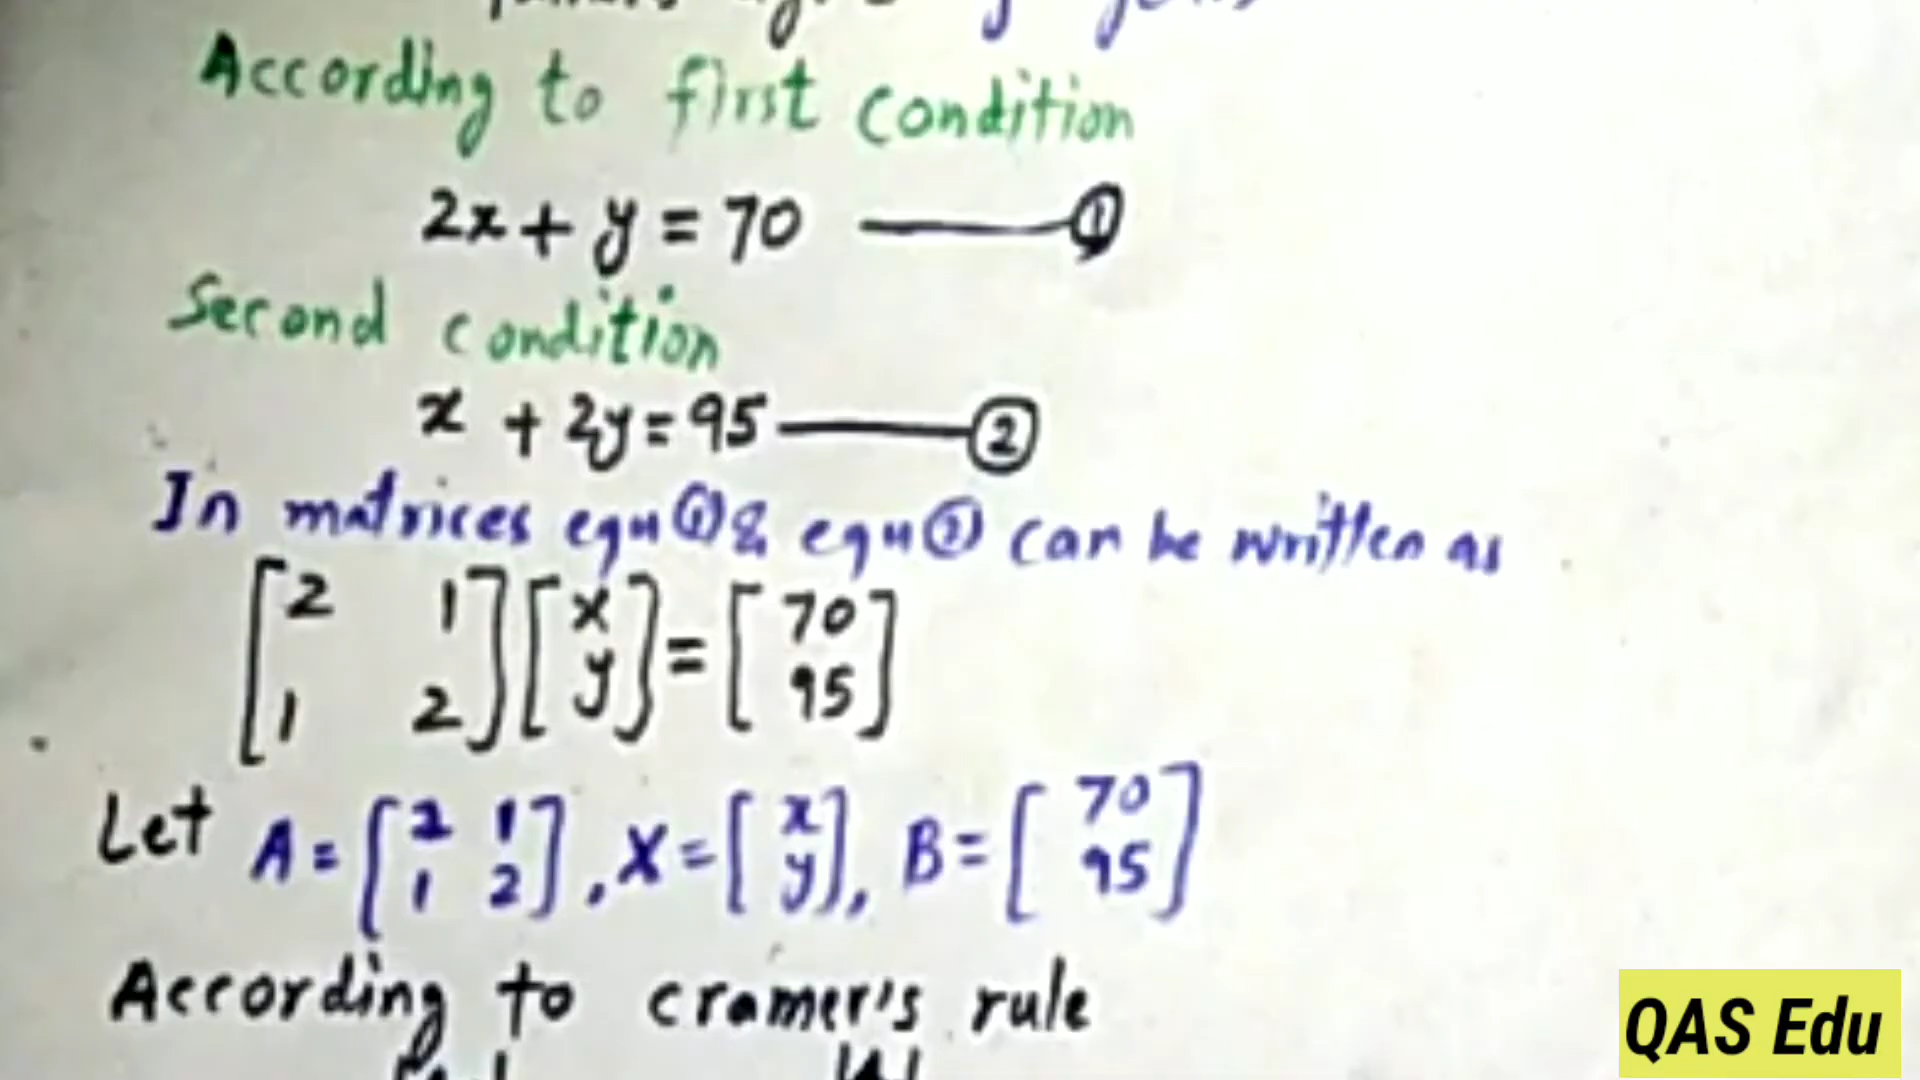 According to first condition
2x + y = 70 ——— ①
Second condition
x + 2y = 95 ——— ②
In matrices equ ① & equ ② can be written as
[2 1] [x] = [70]
[1 2] [y] [95]
Let A = [2 1], X = [x], B = [70]
[1 2] [y] [95]
According to cramer's rule
QAS Edu